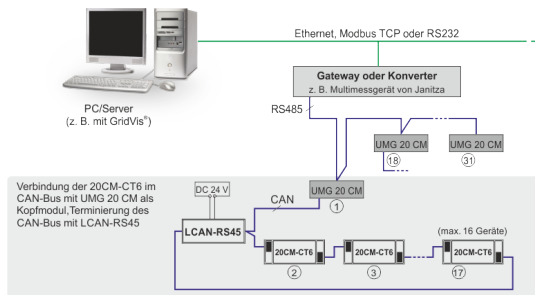 Ethernet, Modbus TCP oder RS232
Gateway oder Konverter
z. B. Multimessgerät von Janitza
PC/Server
(z. B. mit GridVis®)
RS485
UMG 20 CM
18
UMG 20 CM
31
Verbindung der 20CM-CT6 im
CAN-Bus mit UMG 20 CM als
Kopfmodul,Terminierung des
CAN-Bus mit LCAN-RS45
DC 24 V
CAN
UMG 20 CM
1
LCAN-RS45
(max. 16 Geräte)
20CM-CT6
2
20CM-CT6
3
20CM-CT6
17